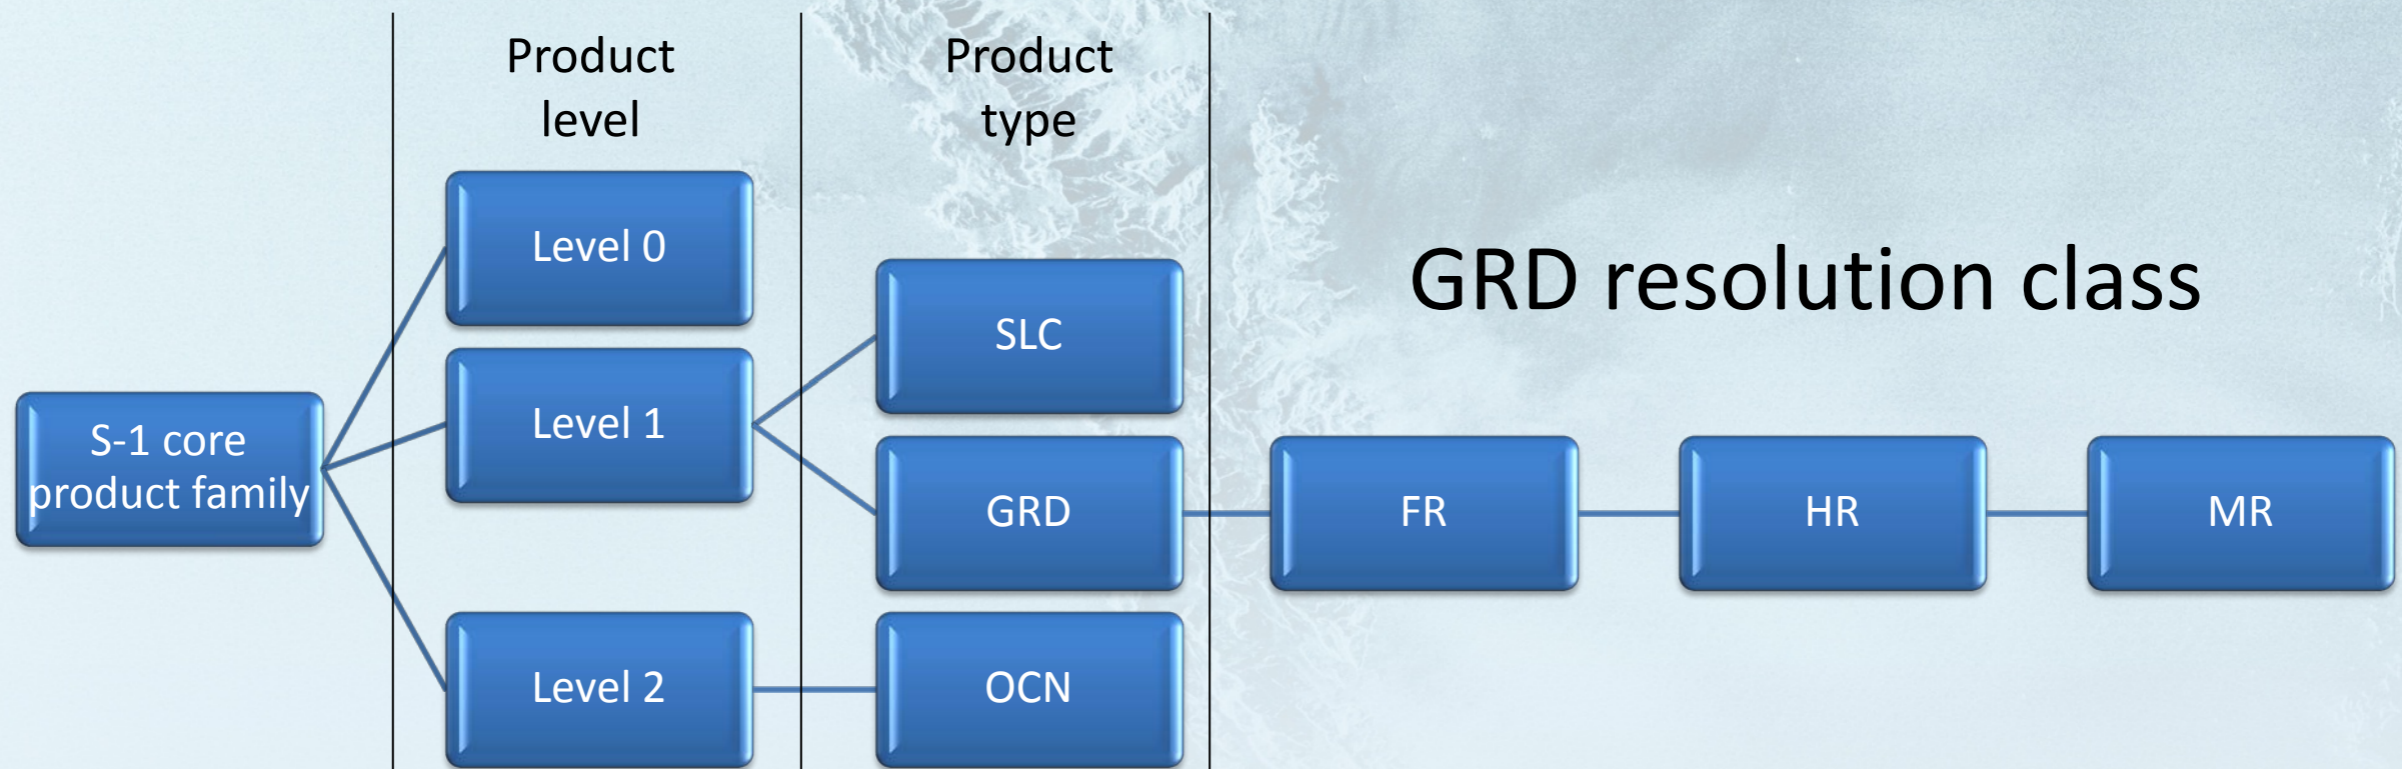 Product
level
Product
type
GRD resolution class
S-1 core
product family
Level 0
Level 1
Level 2
SLC
GRD
OCN
FR
HR
MR